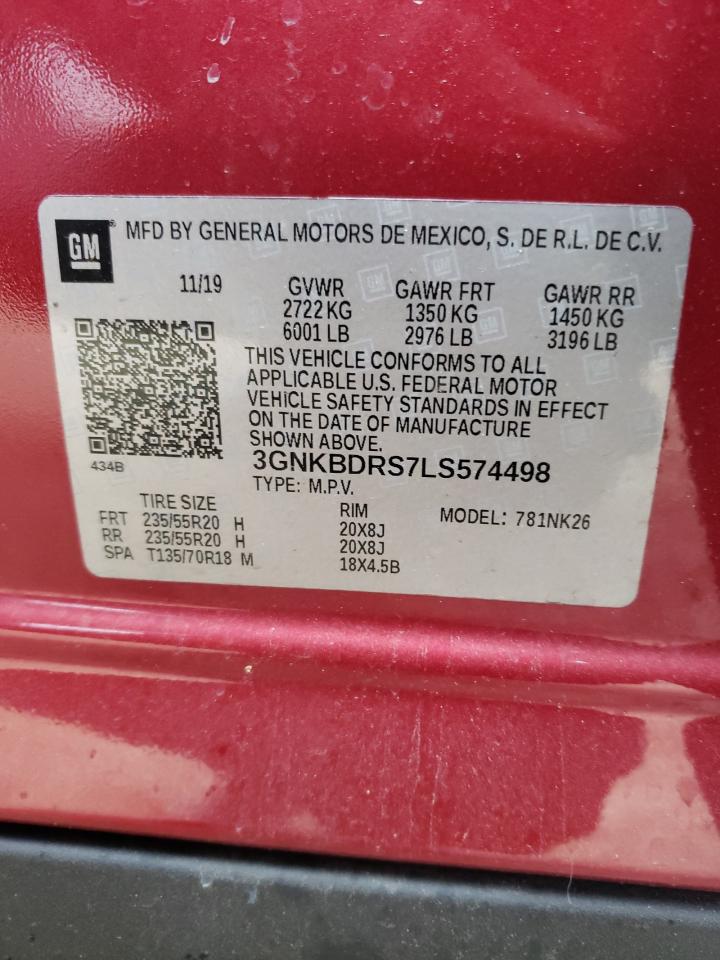 GM
MFD BY GENERAL MOTORS DE MEXICO, S. DE R.L. DE C.V.
11/19 GVWR GAWR FRT GAWR RR
2722 KG 1350 KG 1450 KG
6001 LB 2976 LB 3196 LB
THIS VEHICLE CONFORMS TO ALL
APPLICABLE U.S. FEDERAL MOTOR
VEHICLE SAFETY STANDARDS IN EFFECT
ON THE DATE OF MANUFACTURE
SHOWN ABOVE.
434B
3GNKBDRS7LS574498
TYPE: M.P.V.
TIRE SIZE RIM MODEL: 781NK26
FRT 235/55R20 H 20X8J
RR 235/55R20 H 20X8J
SPA T135/70R18 M 18X4.5B